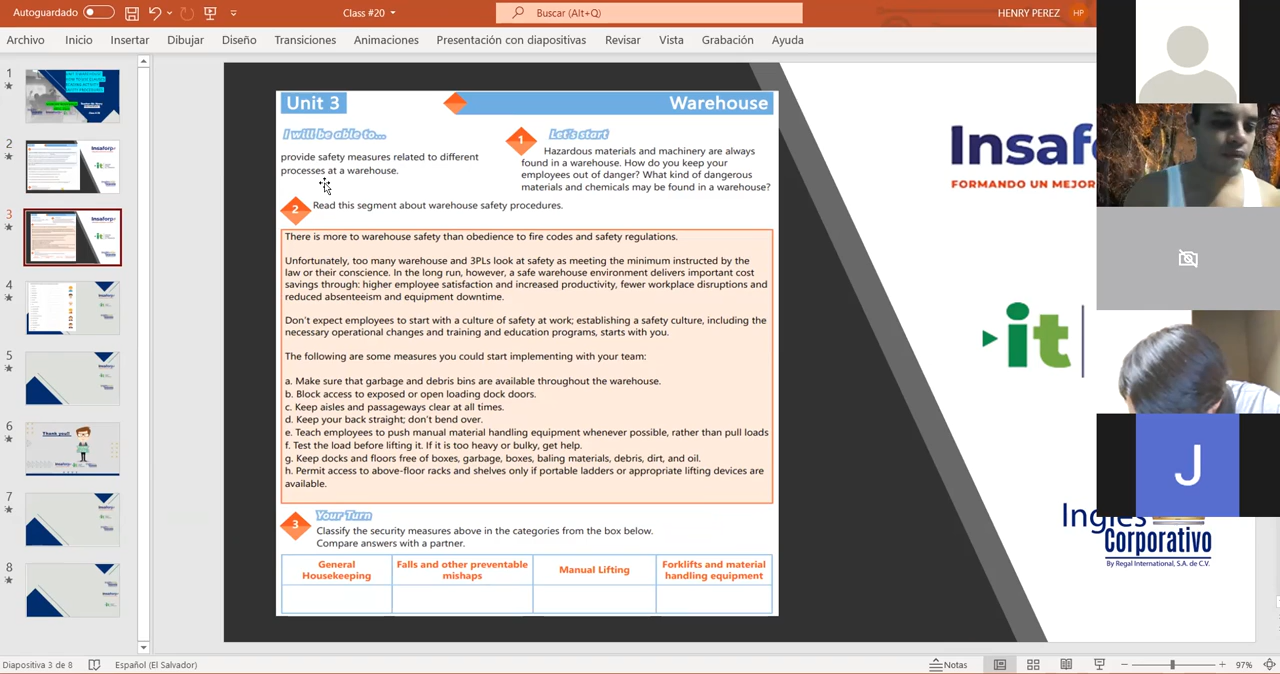 Autoguardado
Class #20
Buscar (Alt+Q)
HENRY PEREZ
HP
Archivo
Inicio
Insertar
Dibujar
Diseño
Transiciones
Animaciones
Presentación con diapositivas
Revisar
Vista
Grabación
Ayuda
1
2
3
4
5
6
7
8
Thank you!!
Unit 3
Warehouse
I will be able to...
provide safety measures related to different
processes at a warehouse.
1
Let's start
Hazardous materials and machinery are always
found in a warehouse. How do you keep your
employees out of danger? What kind of dangerous
materials and chemicals may be found in a warehouse?
2
Read this segment about warehouse safety procedures.
There is more to warehouse safety than obedience to fire codes and safety regulations.
Unfortunately, too many warehouse and 3PLs look at safety as meeting the minimum instructed by the
law or their conscience. In the long run, however, a safe warehouse environment delivers important cost
savings through: higher employee satisfaction and increased productivity, fewer workplace disruptions and
reduced absenteeism and equipment downtime.
Don't expect employees to start with a culture of safety at work; establishing a safety culture, including the
necessary operational changes and training and education programs, starts with you.
The following are some measures you could start implementing with your team:
a. Make sure that garbage and debris bins are available throughout the warehouse.
b. Block access to exposed or open loading dock doors.
c. Keep aisles and passageways clear at all times.
d. Keep your back straight; don't bend over.
e. Teach employees to push manual material handling equipment whenever possible, rather than pull loads
f. Test the load before lifting it. If it is too heavy or bulky, get help.
g. Keep docks and floors free of boxes, garbage, boxes, baling materials, debris, dirt, and oil.
h. Permit access to above-floor racks and shelves only if portable ladders or appropriate lifting devices are
available.
3
Your Turn
Classify the security measures above in the categories from the box below.
Compare answers with a partner.
General
Housekeeping
Falls and other preventable
mishaps
Manual Lifting
Forklifts and material
handling equipment
Insafo
FORMANDO UN MEJOR
it
J
Inglés
Corporativo
By Regal International, S.A. de C.V.
Diapositiva 3 de 8
Español (El Salvador)
Notas
97%